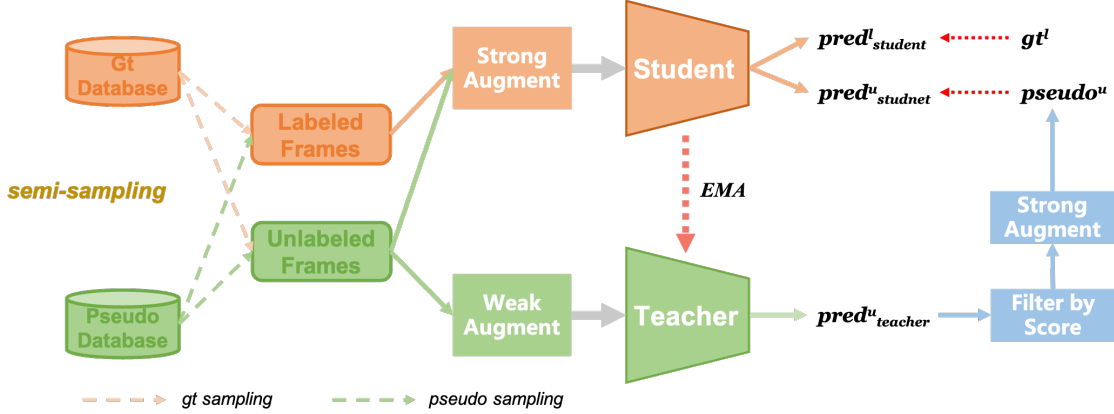 Gt
Database
semi-sampling
Pseudo
Database
Labeled
Frames
Unlabeled
Frames
Strong
Augment
Weak
Augment
Student
EMA
Teacher
pred^l_student
gt^l
pred^u_studnet
pseudo^u
Strong
Augment
pred^u_teacher
Filter by
Score
gt sampling
pseudo sampling